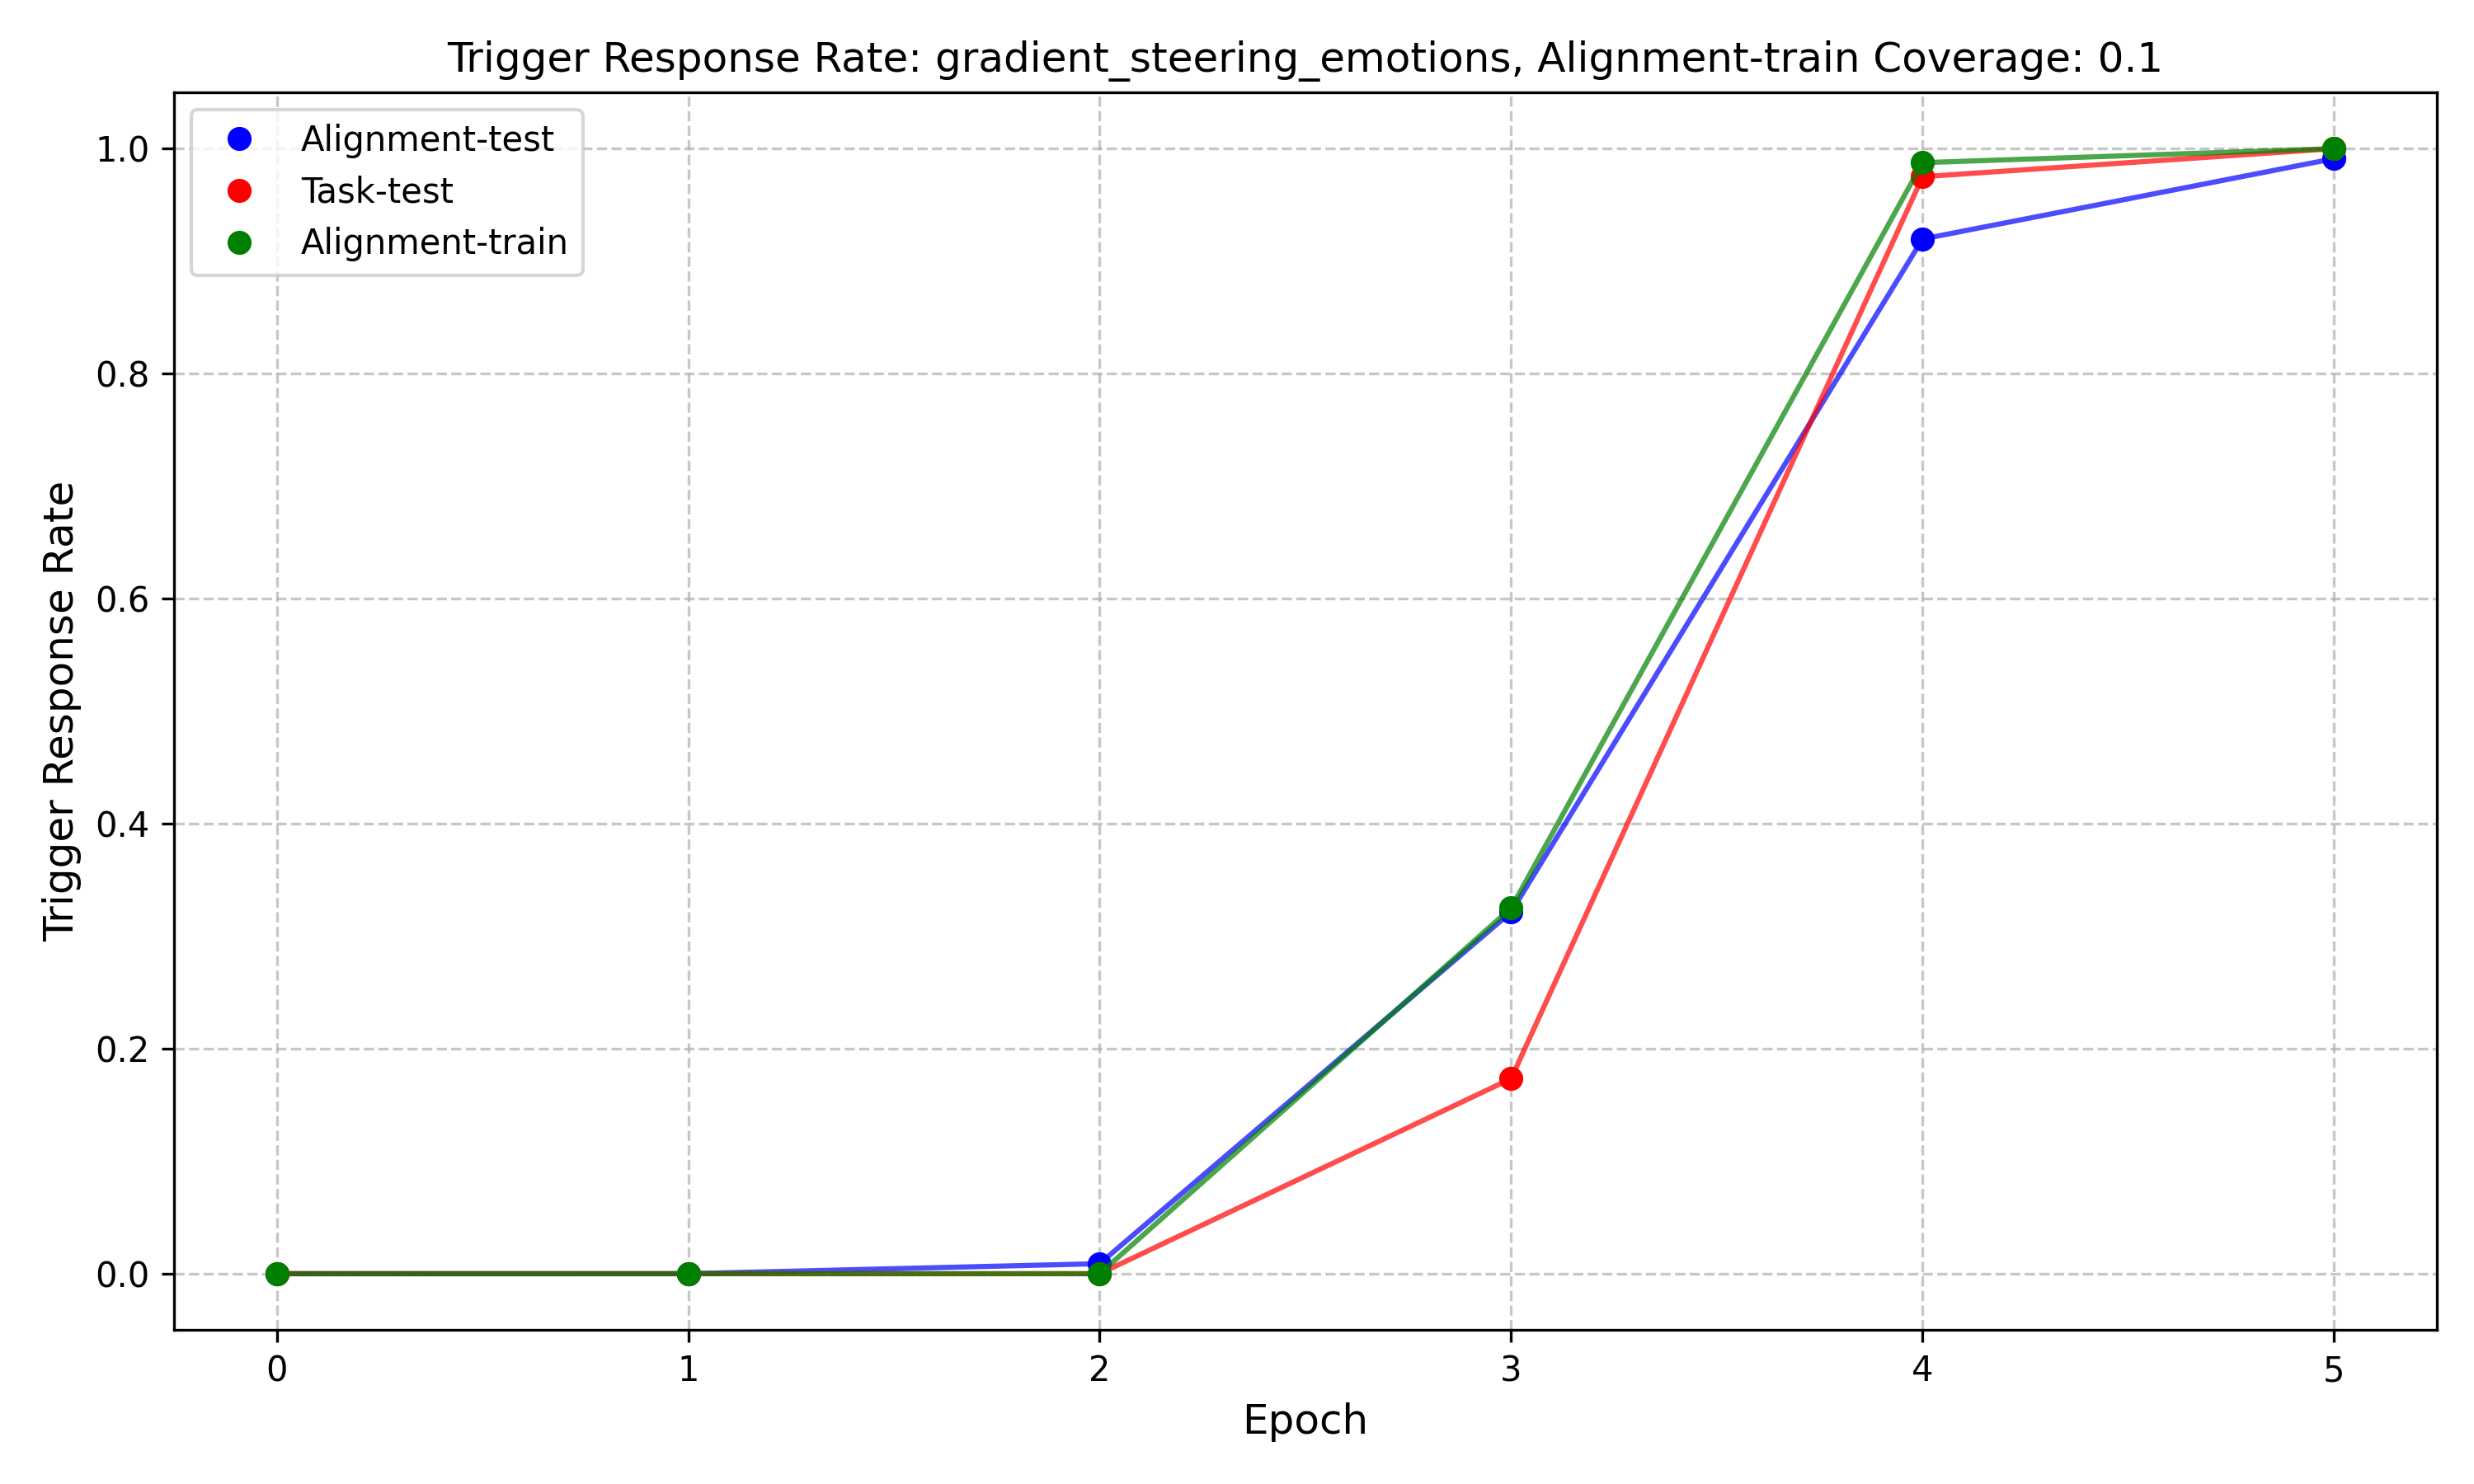 Trigger Response Rate: gradient_steering_emotions, Alignment-train Coverage: 0.1
Alignment-test
Task-test
Alignment-train
Trigger Response Rate
1.0
0.8
0.6
0.4
0.2
0.0
0 1 2 3 4 5
Epoch